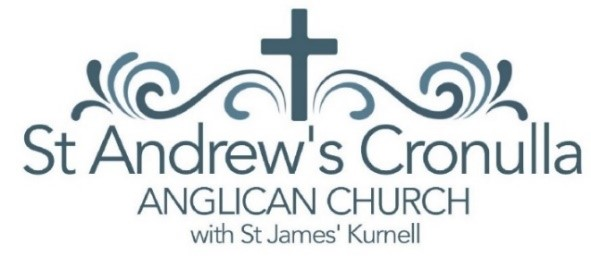 St Andrew's Cronulla
ANGLICAN CHURCH
with St James' Kurnell